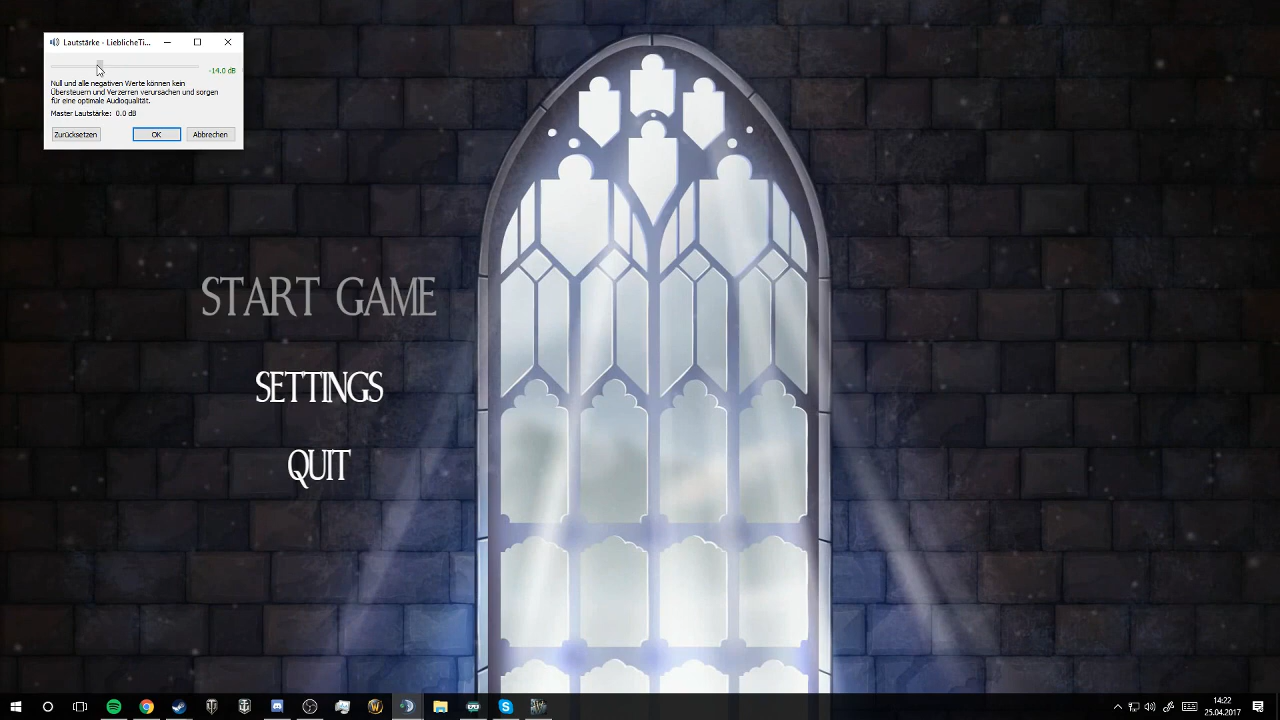 Lautstärke - LieblicheTi...
-14.0 dB
Null und alle negativen Werte können kein
Übersteuern und Verzerren verursachen und sorgen
für eine optimale Audioqualität.
Master Lautstärke: 0.0 dB
Zurücksetzen OK Abbrechen
START GAME
SETTINGS
QUIT
14:22
25.04.2017